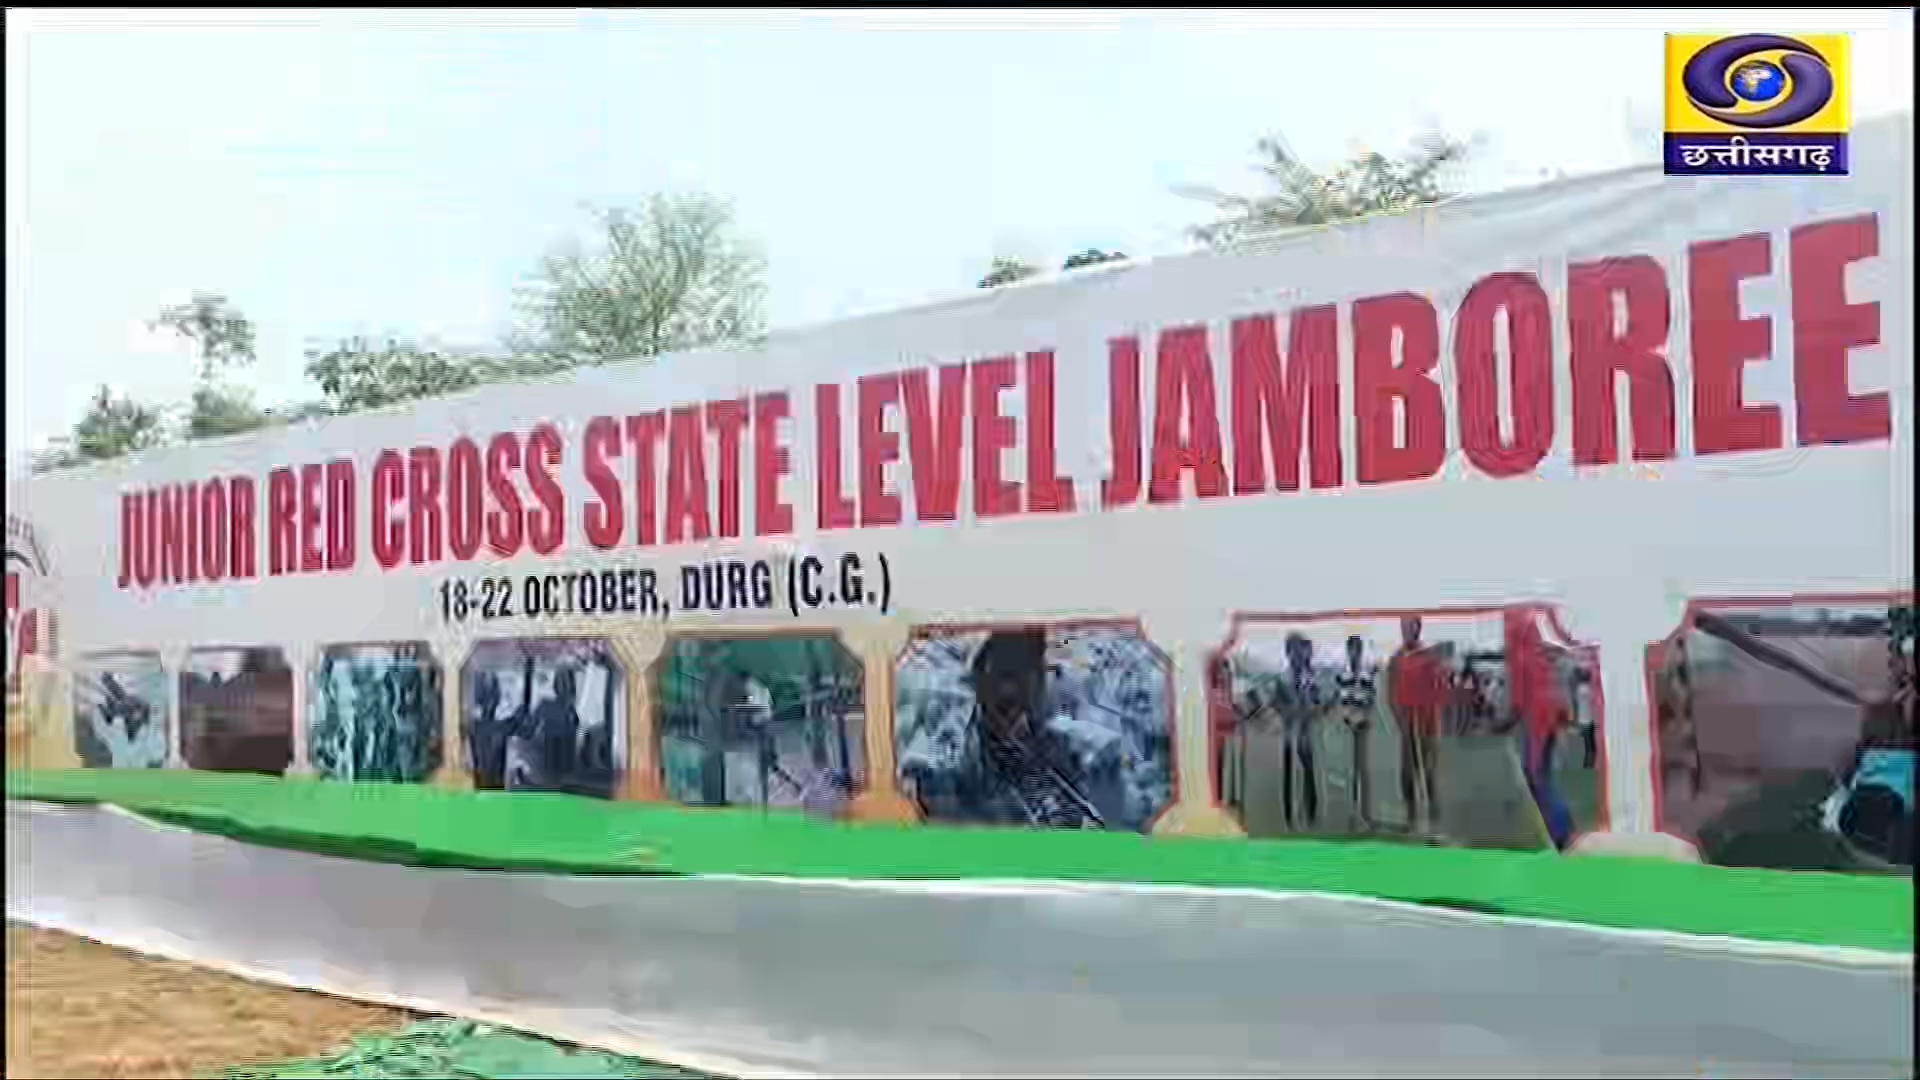 छत्तीसगढ़
JUNIOR RED CROSS STATE LEVEL JAMBOREE
18-22 OCTOBER, DURG (C.G.)